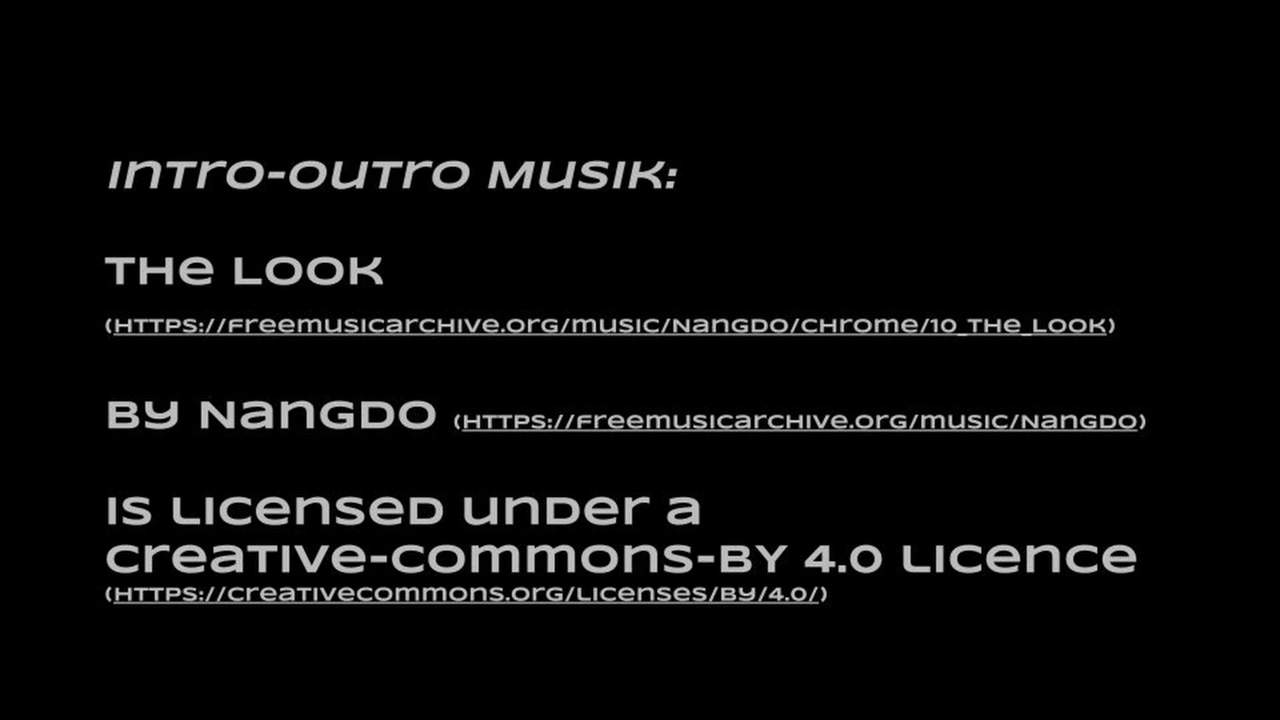 Intro-Outro Musik:
The Look
(https://freemusicarchive.org/music/Nangdo/Chrome/10_The_Look)
by Nangdo (https://freemusicarchive.org/music/Nangdo)
is licensed under a
Creative-Commons-BY 4.0 Licence
(https://creativecommons.org/licenses/by/4.0/)